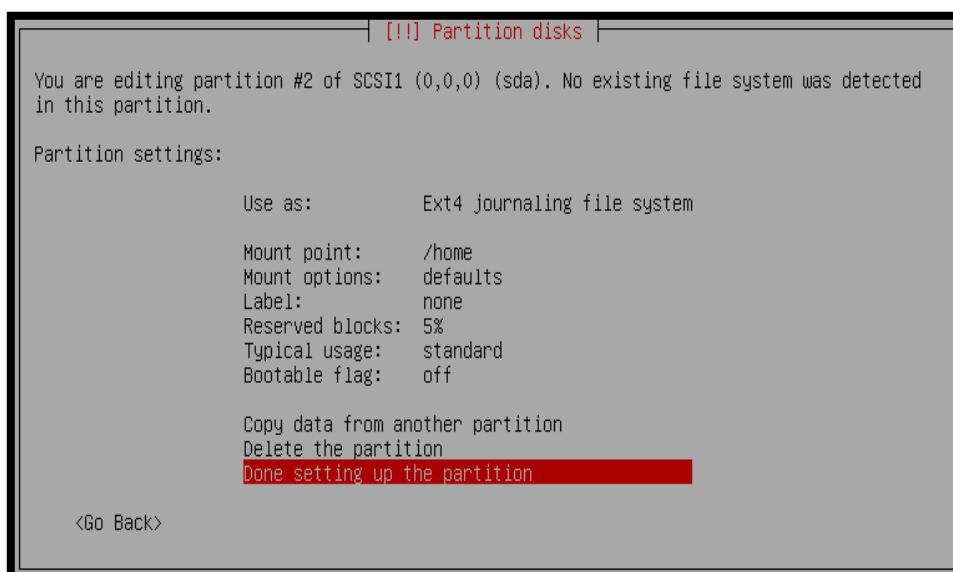 [!!] Partition disks
You are editing partition #2 of SCSI1 (0,0,0) (sda). No existing file system was detected
in this partition.
Partition settings:
Use as: Ext4 journaling file system
Mount point: /home
Mount options: defaults
Label: none
Reserved blocks: 5%
Typical usage: standard
Bootable flag: off
Copy data from another partition
Delete the partition
Done setting up the partition
<Go Back>